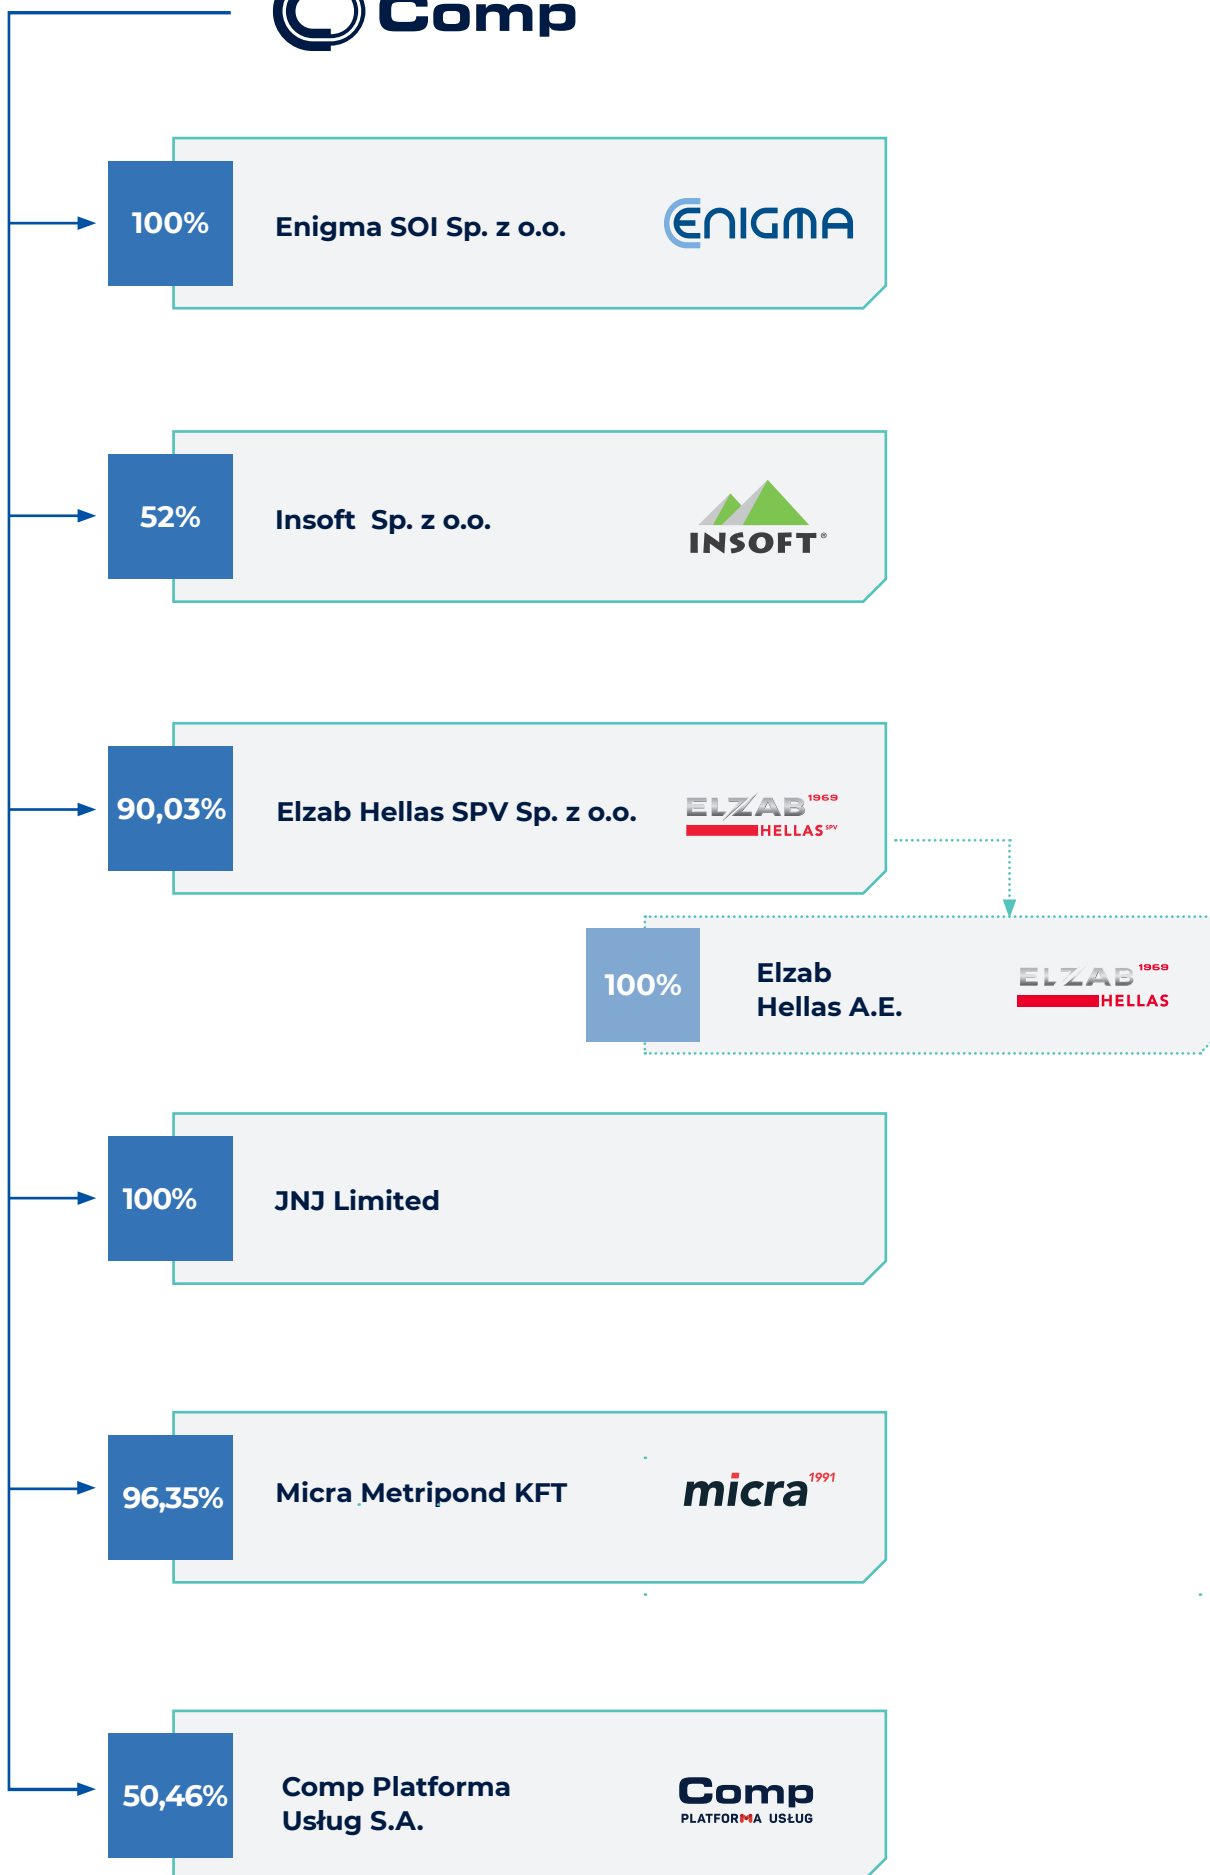 Comp
100%
Enigma SOI Sp. z o.o.
ENIGMA
52%
Insoft Sp. z o.o.
INSOFT®
90,03%
Elzab Hellas SPV Sp. z o.o.
ELZAB 1969
HELLAS SPV
100%
Elzab
Hellas A.E.
ELZAB 1969
HELLAS
100%
JNJ Limited
96,35%
Micra Metripond KFT
micra 1991
50,46%
Comp Platforma
Usług S.A.
Comp
PLATFORMA USŁUG